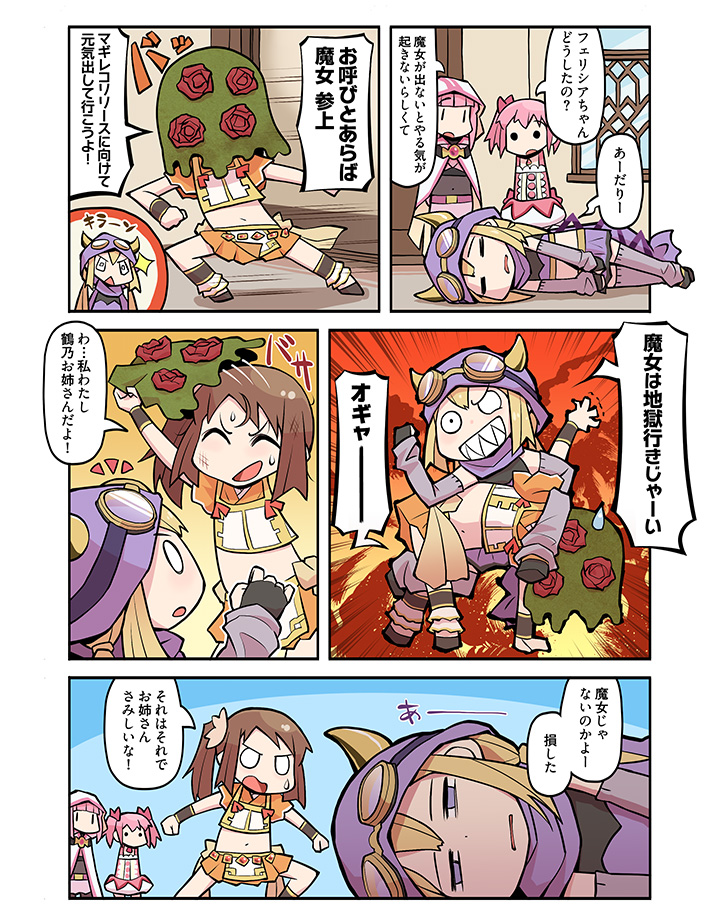 フェリシアちゃん
どうしたの?
魔女が出ないとやる気が
起きないらしくて
あーだりー
お呼びとあらば
魔女 参上
バッ
マギレコリリースに向けて
元気出して行こうよ!
キラーン
魔女は地獄行きじゃーい
オギャーー
バサ
わ…私わたし
鶴乃お姉さんだよ!
魔女じゃ
ないのかよー
損した
あ——
それはそれで
お姉さん
さみしいな!